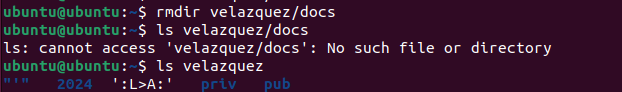 ubuntu@ubuntu:~$ rmdir velazquez/docs
ubuntu@ubuntu:~$ ls velazquez/docs
ls: cannot access 'velazquez/docs': No such file or directory
ubuntu@ubuntu:~$ ls velazquez
"'"   2024  ':L>A:'   priv   pub